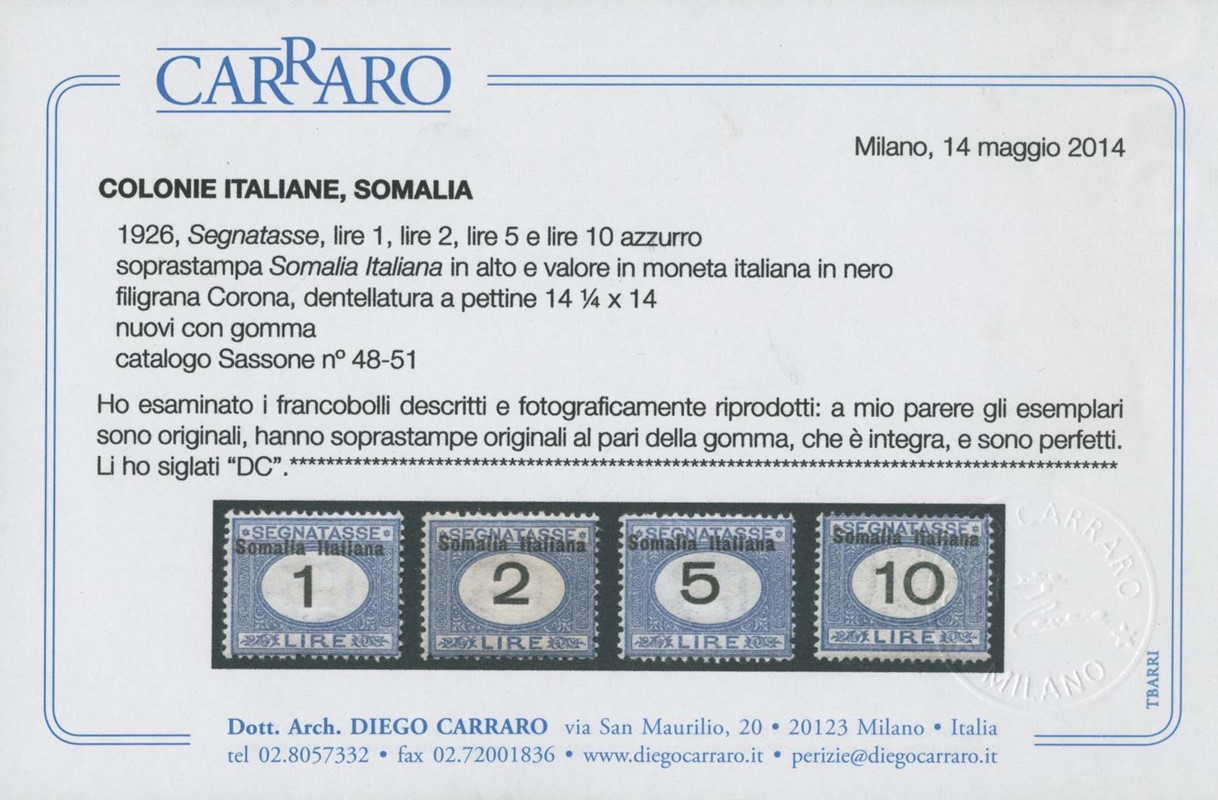 CARRARO
Milano, 14 maggio 2014
COLONIE ITALIANE, SOMALIA
1926, Segnatasse, lire 1, lire 2, lire 5 e lire 10 azzurro
soprastampa Somalia Italiana in alto e valore in moneta italiana in nero
filigrana Corona, dentellatura a pettine 14 ¼ x 14
nuovi con gomma
catalogo Sassone nº 48-51
Ho esaminato i francobolli descritti e fotograficamente riprodotti: a mio parere gli esemplari
sono originali, hanno soprastampe originali al pari della gomma, che è integra, e sono perfetti.
Li ho siglati “DC”.*******************************************************************************************
SEGNATASSE SEGNATASSE SEGNATASSE SEGNATASSE
Somalia Italiana Somalia Italiana Somalia Italiana Somalia Italiana
1 2 5 10
LIRE LIRE LIRE LIRE
CARRARO
MILANO
TBARRI
Dott. Arch. DIEGO CARRARO via San Maurilio, 20 • 20123 Milano • Italia
tel 02.8057332 • fax 02.72001836 • www.diegocarraro.it • perizie@diegocarraro.it